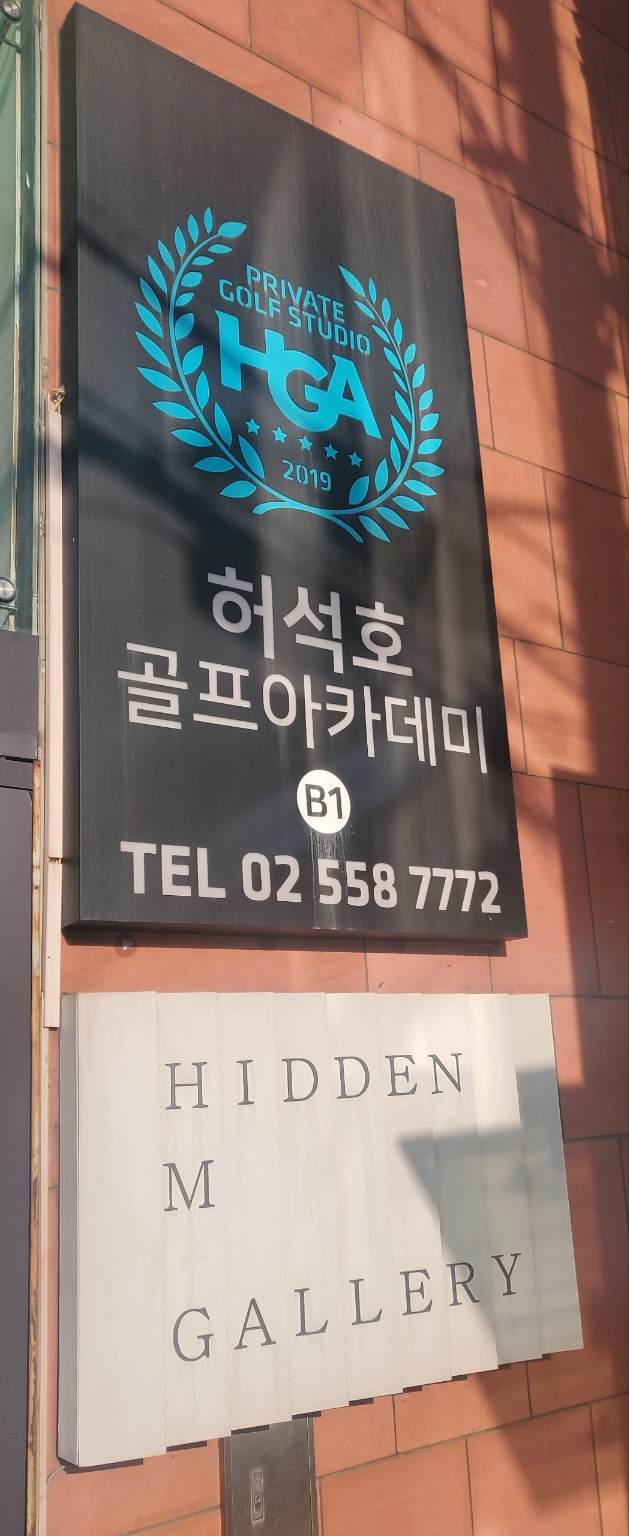 PRIVATE
GOLF STUDIO
HGA
2019
허석호
골프아카데미
B1
TEL 02 558 7772
HIDDEN
M
GALLERY